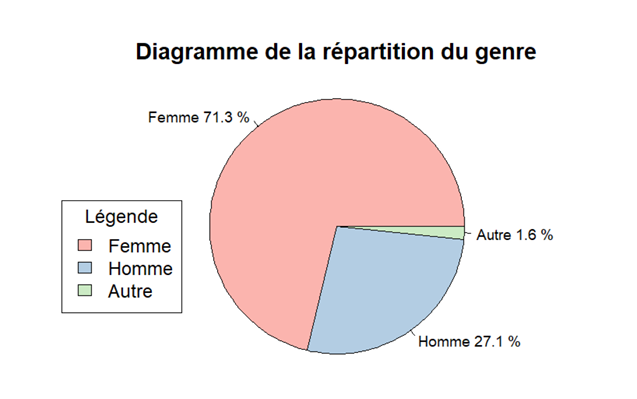 Diagramme de la répartition du genre
Femme 71.3 %
Légende
Femme
Homme
Autre
Autre 1.6 %
Homme 27.1 %